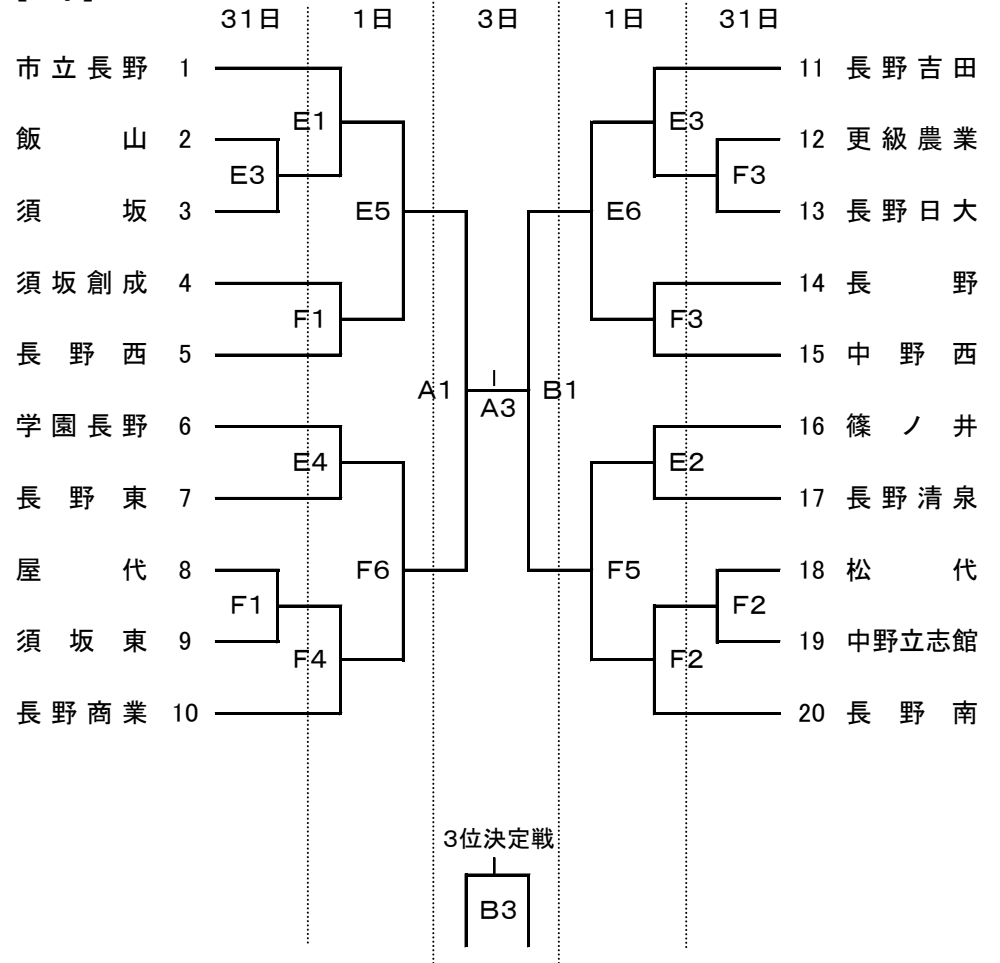 31日 1日 3日 1日 31日
市立長野 1 11 長野吉田
E1 E3
飯山 2 12 更級農業
E3 F3
須坂 3 E5 E6 13 長野日大
須坂創成 4 14 長野
F1 F3
長野西 5 15 中野西
A1 B1
A3
学園長野 6 16 篠ノ井
E4 E2
長野東 7 17 長野清泉
屋代 8 F6 F5 18 松代
F1 F2
須坂東 9 19 中野立志館
F4 F2
長野商業 10 20 長野南
3位決定戦
B3